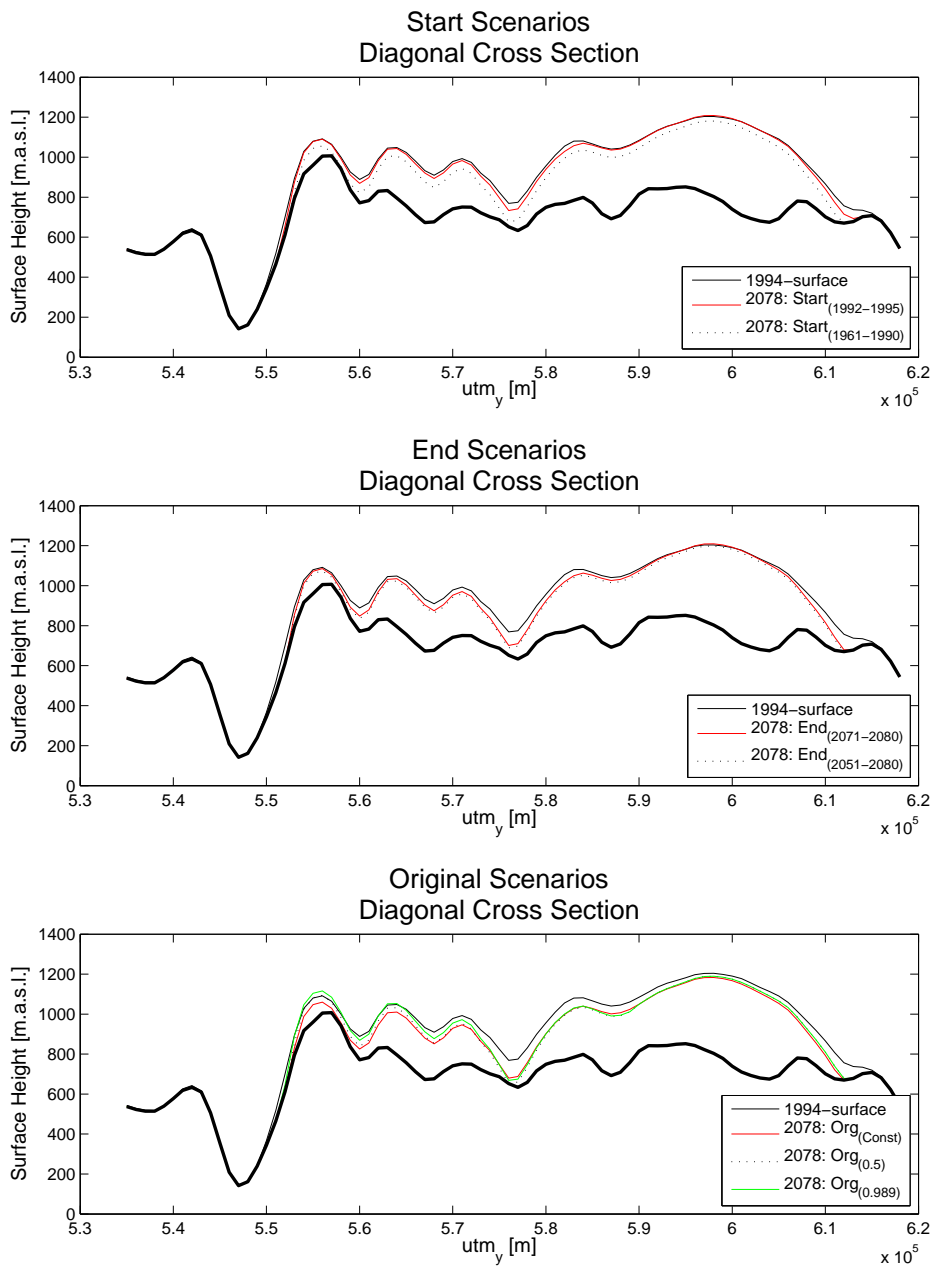 Start Scenarios
Diagonal Cross Section
1400
1200
1000
800
600
400
200
0
Surface Height [m.a.s.l.]
1994−surface
2078: Start(1992−1995)
2078: Start(1961−1990)
5.3 5.4 5.5 5.6 5.7 5.8 5.9 6 6.1 6.2
utm_y [m]
x 10^5
End Scenarios
Diagonal Cross Section
1400
1200
1000
800
600
400
200
0
Surface Height [m.a.s.l.]
1994−surface
2078: End(2071−2080)
2078: End(2051−2080)
5.3 5.4 5.5 5.6 5.7 5.8 5.9 6 6.1 6.2
utm_y [m]
x 10^5
Original Scenarios
Diagonal Cross Section
1400
1200
1000
800
600
400
200
0
Surface Height [m.a.s.l.]
1994−surface
2078: Org(Const)
2078: Org(0.5)
2078: Org(0.989)
5.3 5.4 5.5 5.6 5.7 5.8 5.9 6 6.1 6.2
utm_y [m]
x 10^5